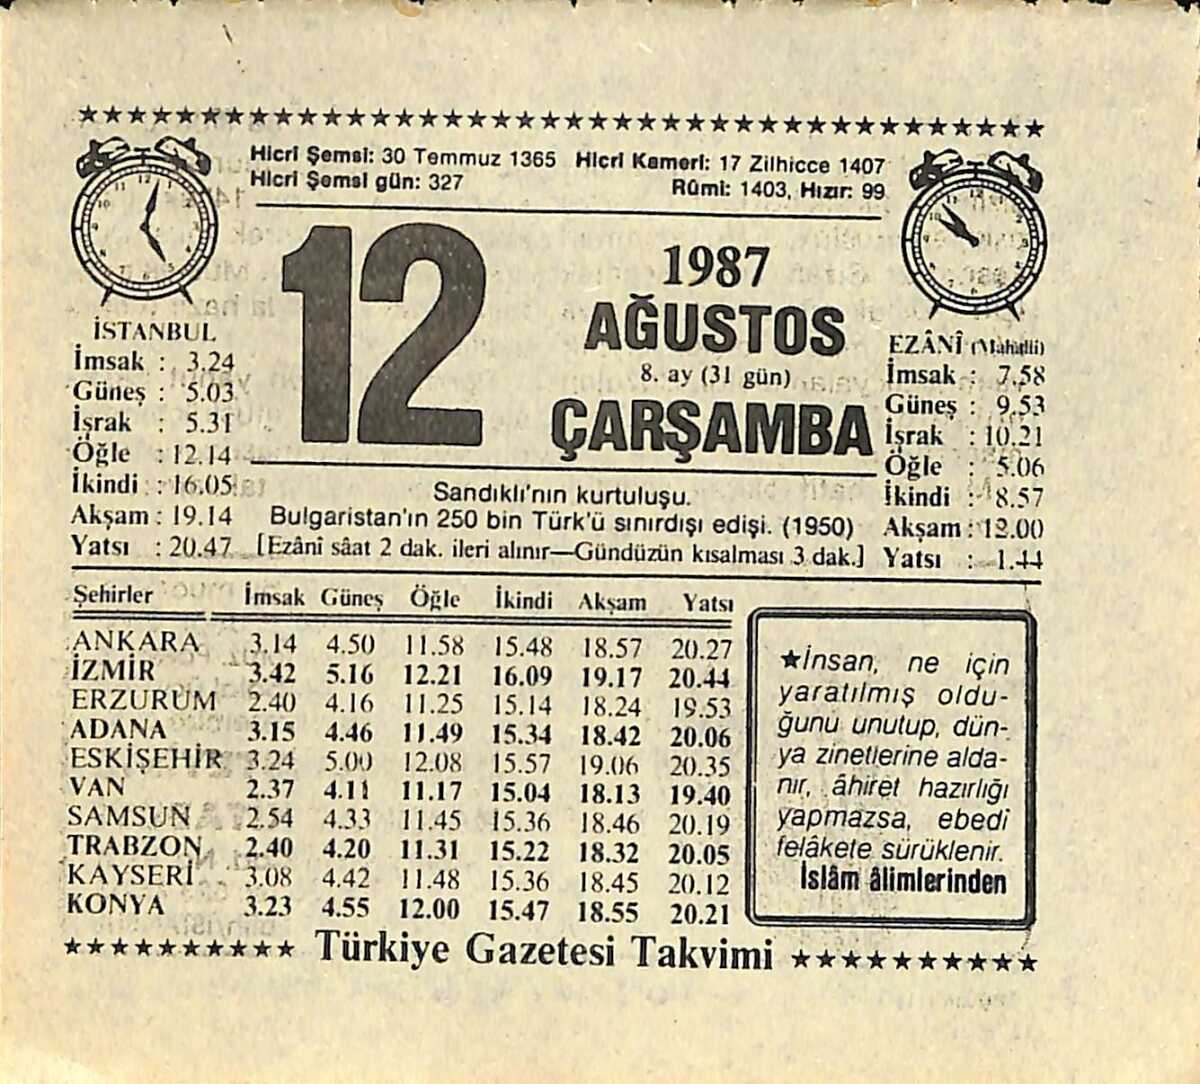 Hicri Şemsi: 30 Temmuz 1365 Hicri Kameri: 17 Zilhicce 1407
Hicri Şemsi gün: 327 Rûmi: 1403, Hızır: 99
12
1987
AĞUSTOS
8. ay (31 gün)
ÇARŞAMBA
İSTANBUL
İmsak : 3.24
Güneş : 5.03
İşrak : 5.31
Öğle : 12.14
İkindi : 16.05
Akşam : 19.14
Yatsı : 20.47
EZÂNÎ (Mahalli)
İmsak : 7.58
Güneş : 9.53
İşrak : 10.21
Öğle : 5.06
İkindi : 8.57
Akşam : 12.00
Yatsı : 1.44
Sandıklı'nın kurtuluşu.
Bulgaristan'ın 250 bin Türk'ü sınırdışı edişi. (1950)
[Ezânî sâat 2 dak. ileri alınır—Gündüzün kısalması 3 dak.]
Şehirler İmsak Güneş Öğle İkindi Akşam Yatsı
ANKARA 3.14 4.50 11.58 15.48 18.57 20.27
İZMİR 3.42 5.16 12.21 16.09 19.17 20.44
ERZURUM 2.40 4.16 11.25 15.14 18.24 19.53
ADANA 3.15 4.46 11.49 15.34 18.42 20.06
ESKİŞEHİR 3.24 5.00 12.08 15.57 19.06 20.35
VAN 2.37 4.11 11.17 15.04 18.13 19.40
SAMSUN 2.54 4.33 11.45 15.36 18.46 20.19
TRABZON 2.40 4.20 11.31 15.22 18.32 20.05
KAYSERİ 3.08 4.42 11.48 15.36 18.45 20.12
KONYA 3.23 4.55 12.00 15.47 18.55 20.21
★İnsan, ne için
yaratılmış oldu-
ğunu unutup, dün-
ya zinetlerine alda-
nır, âhiret hazırlığı
yapmazsa, ebedi
felâkete sürüklenir.
İslâm âlimlerinden
★★★★★★★★★★ Türkiye Gazetesi Takvimi ★★★★★★★★★★